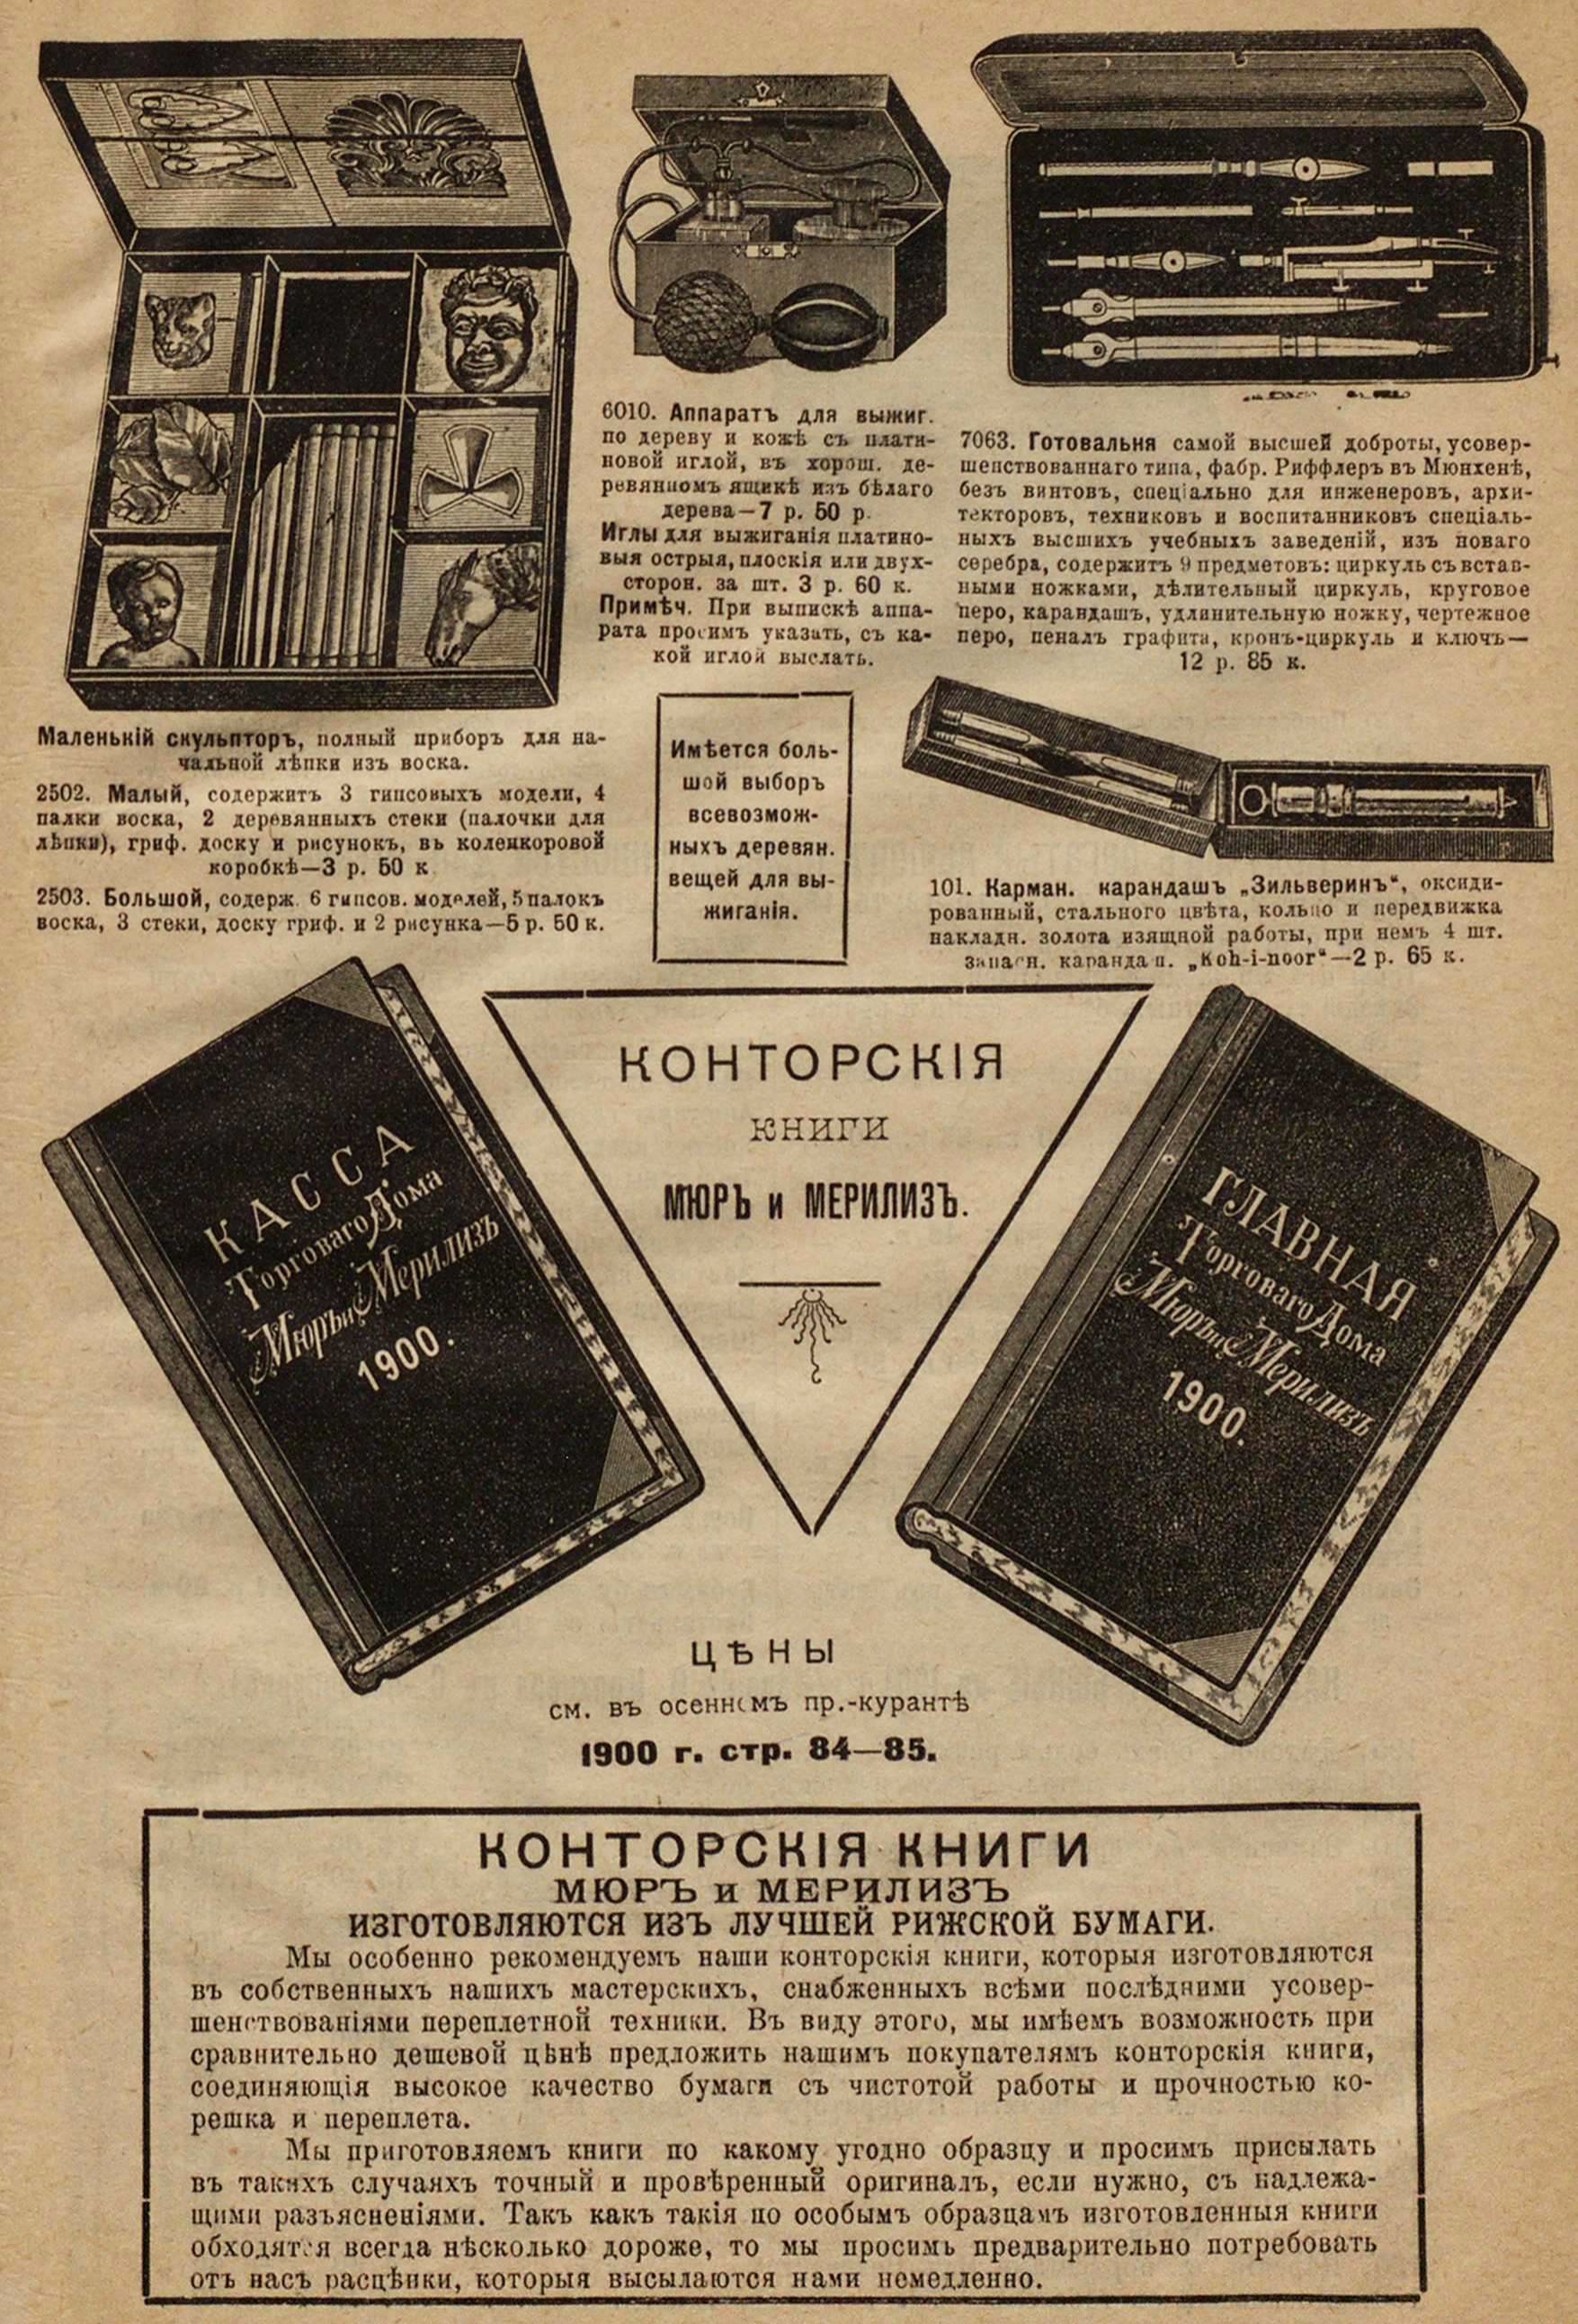 6010. Аппаратъ для выжиг.
по дереву и кожѣ съ плати-
новой иглой, въ хорош. де-
ревянномъ ящикѣ изъ бѣлаго
дерева—7 р. 50 р.
Иглы для выжиганія платино-
выя острыя, плоскія или двух-
сторон. за шт. 3 р. 60 к.
Примѣч. При выпискѣ аппа-
рата просимъ указать, съ ка-
кой иглой выслать.
7063. Готовальня самой высшей доброты, усовер-
шенствованнаго типа, фабр. Риффлеръ въ Мюнхенѣ,
безъ винтовъ, спеціально для инженеровъ, архи-
текторовъ, техниковъ и воспитанниковъ спеціаль-
ныхъ высшихъ учебныхъ заведеній, изъ новаго
серебра, содержитъ 9 предметовъ: циркуль съ встав-
ными ножками, дѣлительный циркуль, круговое
перо, карандашъ, удлинительную ножку, чертежное
перо, пеналъ графита, кронъ-циркуль и ключъ—
12 р. 85 к.
Маленькій скульпторъ, полный приборъ для на-
чальной лѣпки изъ воска.
2502. Малый, содержитъ 3 гипсовыхъ модели, 4
палки воска, 2 деревянныхъ стеки (палочки для
лѣпки), гриф. доску и рисунокъ, въ коленкоровой
коробкѣ—3 р. 50 к.
2503. Большой, содерж. 6 гипсов. моделей, 5 палокъ
воска, 3 стеки, доску гриф. и 2 рисунка—5 р. 50 к.
Имѣется боль-
шой выборъ
всевозмож-
ныхъ деревян.
вещей для вы-
жиганія.
101. Карман. карандашъ „Зильверинъ“, оксиди-
рованный, стального цвѣта, кольцо и передвижка
накладн. золота изящной работы, при немъ 4 шт.
запасн. карандаш. „Koh-i-noor“—2 р. 65 к.
КОНТОРСКІЯ
КНИГИ
МЮРЪ и МЕРИЛИЗЪ.
КАССА
Торговаго Дома
Мюръ и Мерилизъ
1900.
ГЛАВНАЯ
Торговаго Дома
Мюръ и Мерилизъ
1900.
ЦѢНЫ
см. въ осеннемъ пр.-курантѣ
1900 г. стр. 84—85.
КОНТОРСКІЯ КНИГИ
МЮРЪ и МЕРИЛИЗЪ
ИЗГОТОВЛЯЮТСЯ ИЗЪ ЛУЧШЕЙ РИЖСКОЙ БУМАГИ.
Мы особенно рекомендуемъ наши конторскія книги, которыя изготовляются
въ собственныхъ нашихъ мастерскихъ, снабженныхъ всѣми послѣдними усовер-
шенствованіями переплетной техники. Въ виду этого, мы имѣемъ возможность при
сравнительно дешевой цѣнѣ предложить нашимъ покупателямъ конторскія книги,
соединяющія высокое качество бумаги съ чистотой работы и прочностью ко-
решка и переплета.
Мы приготовляемъ книги по какому угодно образцу и просимъ присылать
въ такихъ случаяхъ точный и провѣренный оригиналъ, если нужно, съ надлежа-
щими разъясненіями. Такъ какъ такія по особымъ образцамъ изготовленныя книги
обходятся всегда нѣсколько дороже, то мы просимъ предварительно потребовать
отъ насъ расцѣнки, которыя высылаются нами немедленно.